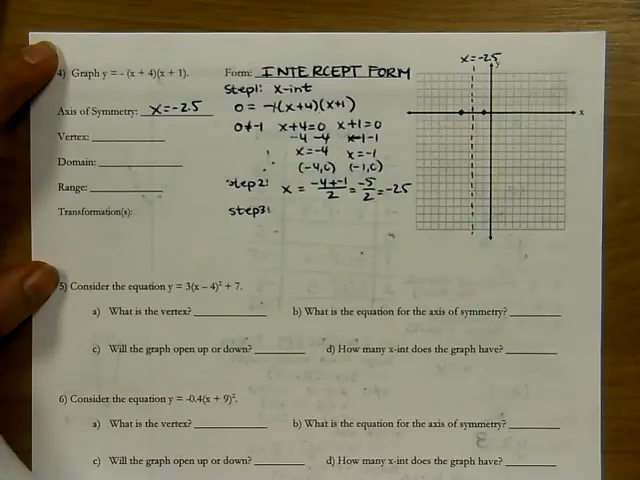 4) Graph y = - (x + 4)(x + 1).
Form: INTERCEPT FORM
x=-2.5
y
x
Step1: x-int
Axis of Symmetry: x=-2.5
0 = -1(x+4)(x+1)
Vertex:
0≠-1 x+4=0 x+1=0
-4 -4 -1 -1
Domain:
x=-4 x=-1
(-4,0) (-1,0)
Range:
Step2: x = -4+-1/2 = -5/2 = -2.5
Transformation(s):
Step3:
5) Consider the equation y = 3(x – 4)² + 7.
a) What is the vertex?
b) What is the equation for the axis of symmetry?
c) Will the graph open up or down?
d) How many x-int does the graph have?
6) Consider the equation y = -0.4(x + 9)².
a) What is the vertex?
b) What is the equation for the axis of symmetry?
c) Will the graph open up or down?
d) How many x-int does the graph have?